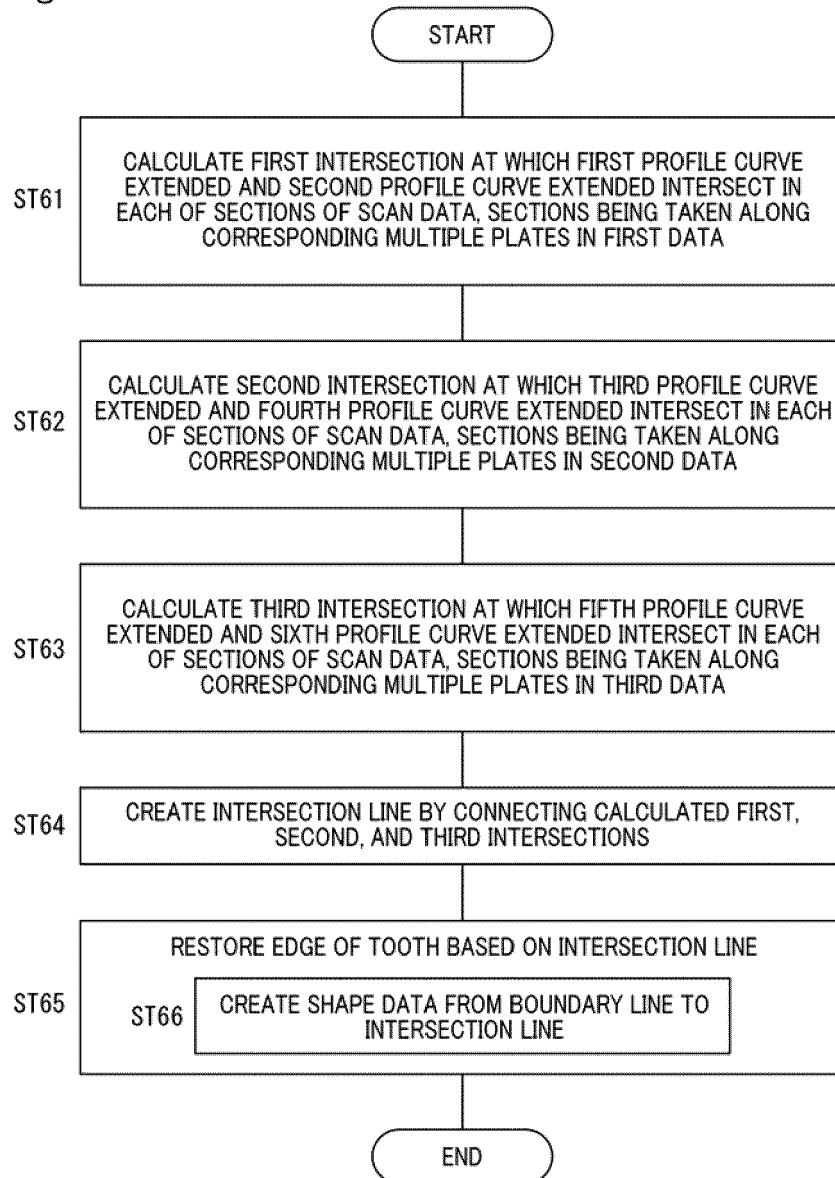 START
ST61
CALCULATE FIRST INTERSECTION AT WHICH FIRST PROFILE CURVE
EXTENDED AND SECOND PROFILE CURVE EXTENDED INTERSECT IN
EACH OF SECTIONS OF SCAN DATA, SECTIONS BEING TAKEN ALONG
CORRESPONDING MULTIPLE PLATES IN FIRST DATA
ST62
CALCULATE SECOND INTERSECTION AT WHICH THIRD PROFILE CURVE
EXTENDED AND FOURTH PROFILE CURVE EXTENDED INTERSECT IN EACH
OF SECTIONS OF SCAN DATA, SECTIONS BEING TAKEN ALONG
CORRESPONDING MULTIPLE PLATES IN SECOND DATA
ST63
CALCULATE THIRD INTERSECTION AT WHICH FIFTH PROFILE CURVE
EXTENDED AND SIXTH PROFILE CURVE EXTENDED INTERSECT IN EACH
OF SECTIONS OF SCAN DATA, SECTIONS BEING TAKEN ALONG
CORRESPONDING MULTIPLE PLATES IN THIRD DATA
ST64
CREATE INTERSECTION LINE BY CONNECTING CALCULATED FIRST,
SECOND, AND THIRD INTERSECTIONS
ST65
RESTORE EDGE OF TOOTH BASED ON INTERSECTION LINE
ST66
CREATE SHAPE DATA FROM BOUNDARY LINE TO
INTERSECTION LINE
END